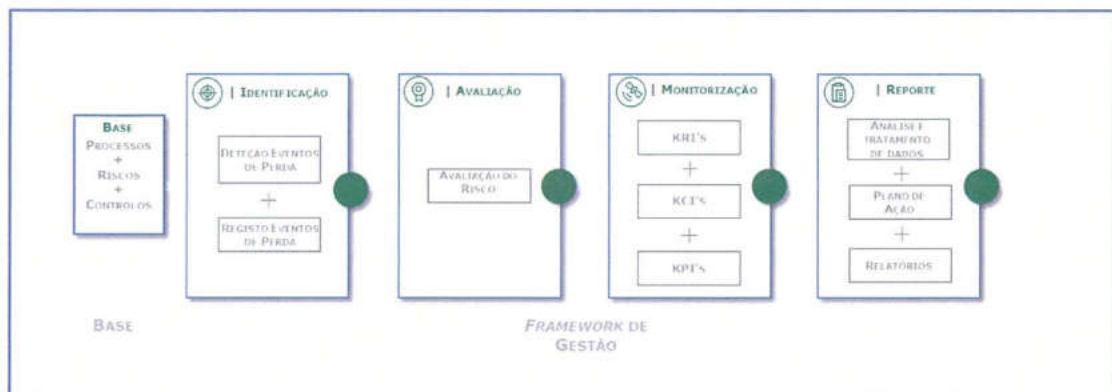 BASE
PROCESSOS
+
RISCOS
+
CONTROLOS
| IDENTIFICAÇÃO
DETEÇÃO EVENTOS
DE PERDA
+
REGISTO EVENTOS
DE PERDA
| AVALIAÇÃO
AVALIAÇÃO DO
RISCO
| MONITORIZAÇÃO
KRI's
+
KCI's
+
KPI's
| REPORTE
ANÁLISE E
TRATAMENTO
DE DADOS
+
PLANO DE
AÇÃO
+
RELATÓRIOS
BASE
FRAMEWORK DE
GESTÃO